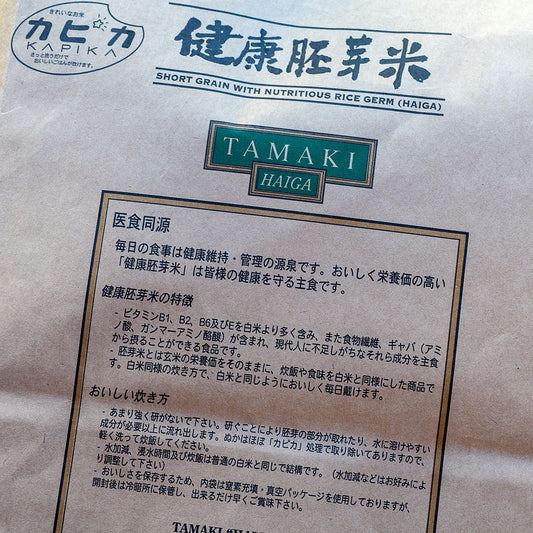 きれいなお米
カピカ
KAPIKA
さっと洗うだけで
おいしいごはんが炊けます。
健康胚芽米
SHORT GRAIN WITH NUTRITIOUS RICE GERM (HAIGA)
TAMAKI
HAIGA
医食同源
毎日の食事は健康維持・管理の源泉です。おいしく栄養価の高い
「健康胚芽米」は皆様の健康を守る主食です。
健康胚芽米の特徴
- ビタミンB1、B2、B6及びEを白米より多く含み、また食物繊維、ギャバ（アミ
ノ酸、ガンマーアミノ酪酸）が含まれ、現代人に不足しがちなそれら成分を主食
から摂ることができる食品です。
- 胚芽米とは玄米の栄養価をそのままに、炊飯や食味を白米と同様にした商品で
す。白米同様の炊き方で、白米と同じようにおいしく毎日戴けます。
おいしい炊き方
- あまり強く研がないで下さい。研ぐことにより胚芽の部分が取れたり、水に溶けやすい
成分が必要以上に流れ出します。ぬかはほぼ「カピカ」処理で取り除いてありますので、
軽く洗って炊飯してください。
- 水加減、浸水時間及び炊飯は普通の白米と同じで結構です。（水加減などはお好みによ
り調整して下さい）
- おいしさを保存するため、内袋は窒素充填・真空パッケージを使用しておりますが、
開封後は冷暗所に保管し、出来るだけ早くご賞味下さい。
TAMAKI